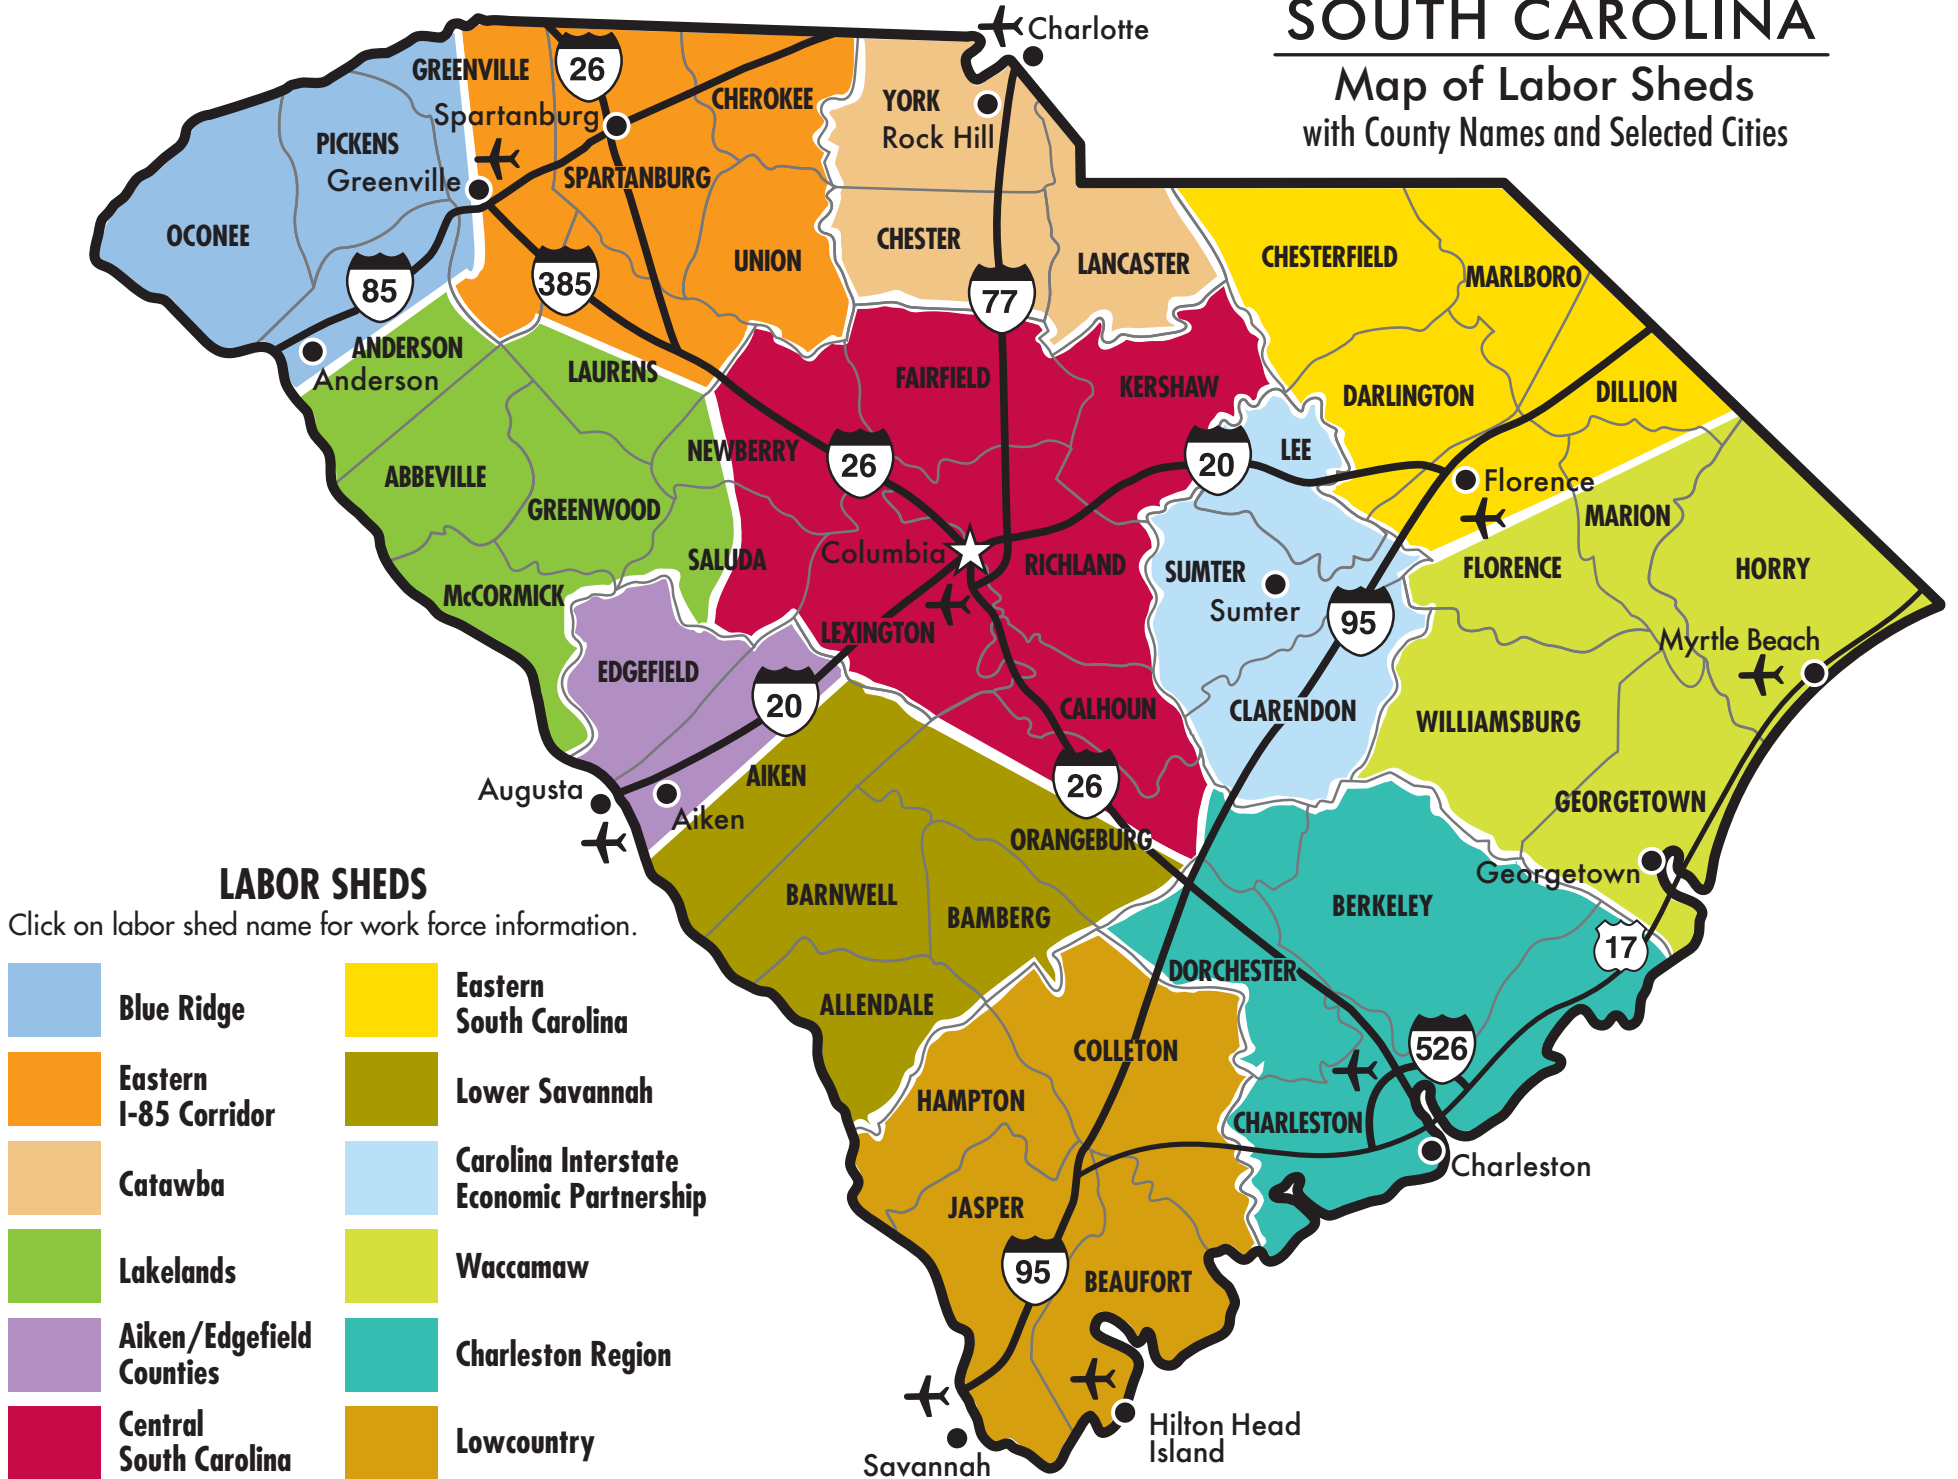 SOUTH CAROLINA
Map of Labor Sheds
with County Names and Selected Cities
Charlotte
GREENVILLE
26
CHEROKEE
YORK
Rock Hill
Spartanburg
PICKENS
Greenville
SPARTANBURG
OCONEE
CHESTER
UNION
LANCASTER
CHESTERFIELD
MARLBORO
85
385
77
ANDERSON
Anderson
LAURENS
FAIRFIELD
KERSHAW
DARLINGTON
DILLION
NEWBERRY
26
20
LEE
ABBEVILLE
GREENWOOD
Florence
MARION
SALUDA
Columbia
RICHLAND
SUMTER
Sumter
FLORENCE
HORRY
McCORMICK
LEXINGTON
95
Myrtle Beach
EDGEFIELD
20
CALHOUN
CLARENDON
WILLIAMSBURG
AIKEN
26
Augusta
Aiken
GEORGETOWN
ORANGEBURG
Georgetown
BARNWELL
BAMBERG
BERKELEY
17
DORCHESTER
ALLENDALE
COLLETON
526
HAMPTON
CHARLESTON
Charleston
JASPER
95
BEAUFORT
Hilton Head
Island
Savannah
LABOR SHEDS
Click on labor shed name for work force information.
Blue Ridge
Eastern
I-85 Corridor
Catawba
Lakelands
Aiken/Edgefield
Counties
Central
South Carolina
Eastern
South Carolina
Lower Savannah
Carolina Interstate
Economic Partnership
Waccamaw
Charleston Region
Lowcountry